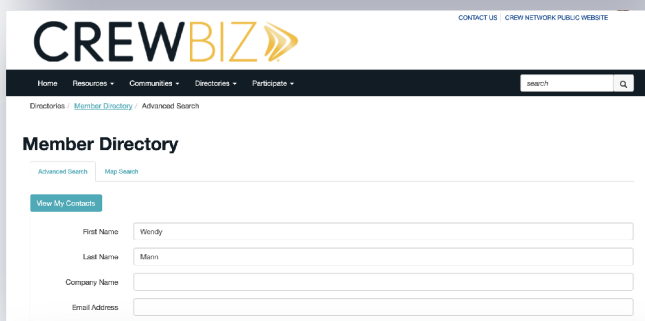 CONTACT US CREW NETWORK PUBLIC WEBSITE
CREWBIZ
Home Resources Communities Directories Participate search
Directories / Member Directory / Advanced Search
Member Directory
Advanced Search Map Search
View My Contacts
First Name Wendy
Last Name Mann
Company Name
Email Address